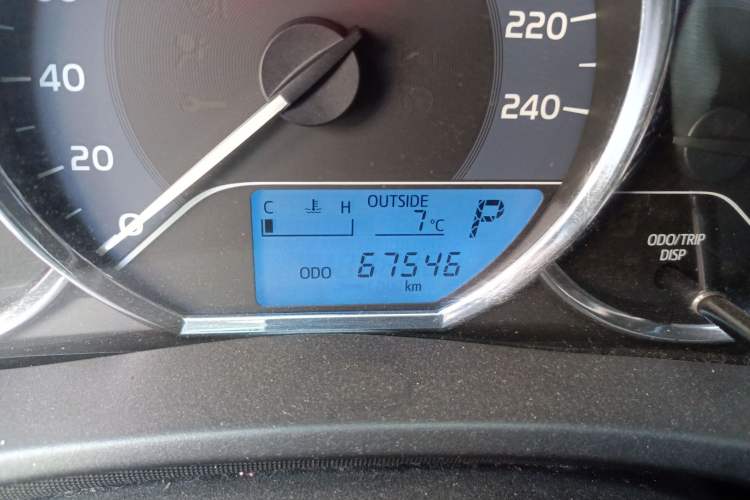 40
20
0
220
240
C H OUTSIDE
7°C P
ODO 67546
km
ODO/TRIP
DISP